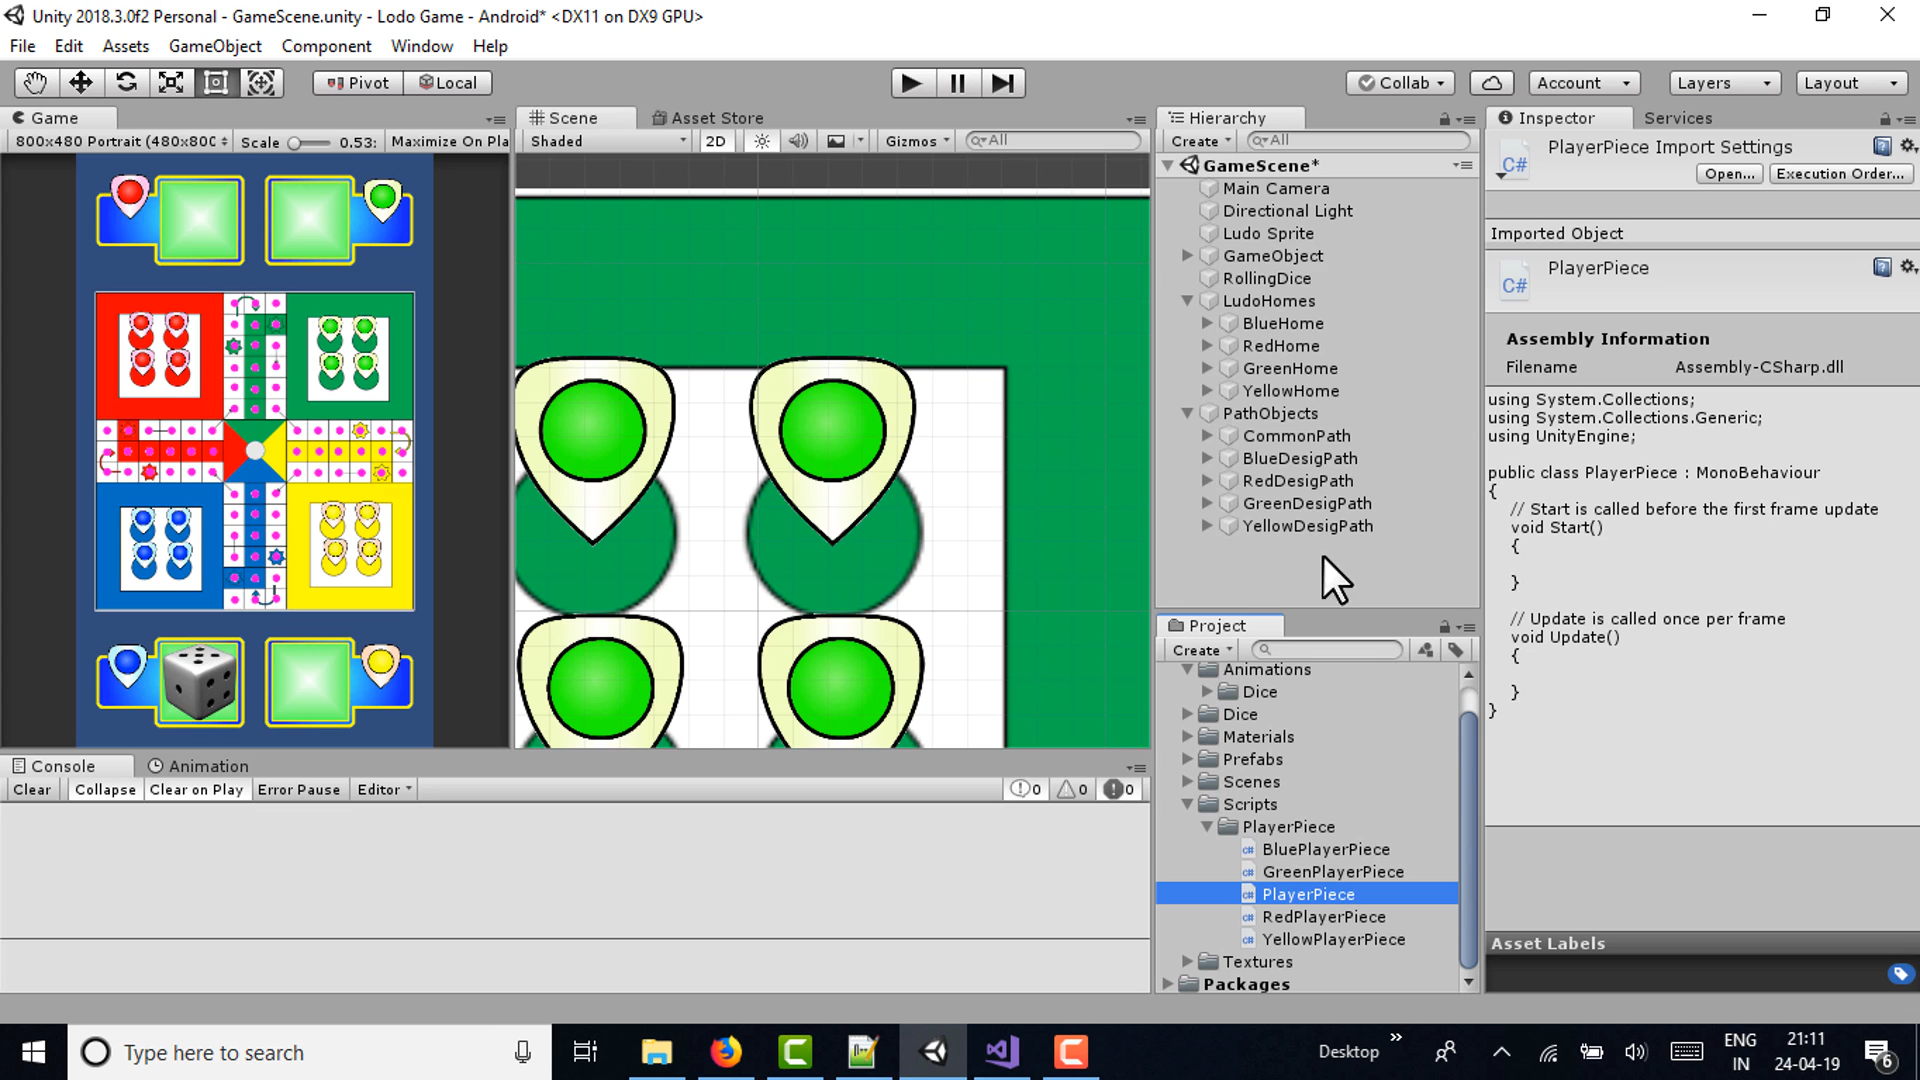 Unity 2018.3.0f2 Personal - GameScene.unity - Lodo Game - Android* <DX11 on DX9 GPU>
File Edit Assets GameObject Component Window Help
Pivot Local Collab Account Layers Layout
Game
800x480 Portrait (480x800 Scale 0.53: Maximize On Pla
Scene Asset Store
Shaded 2D Gizmos All
Hierarchy
Create All
GameScene*
Main Camera
Directional Light
Ludo Sprite
GameObject
RollingDice
LudoHomes
BlueHome
RedHome
GreenHome
YellowHome
PathObjects
CommonPath
BlueDesigPath
RedDesigPath
GreenDesigPath
YellowDesigPath
Project
Create
Animations
Dice
Dice
Materials
Prefabs
Scenes
Scripts
PlayerPiece
BluePlayerPiece
GreenPlayerPiece
PlayerPiece
RedPlayerPiece
YellowPlayerPiece
Textures
Packages
Inspector Services
PlayerPiece Import Settings
C#
Open... Execution Order...
Imported Object
PlayerPiece
C#
Assembly Information
Filename Assembly-CSharp.dll
using System.Collections;
using System.Collections.Generic;
using UnityEngine;
public class PlayerPiece : MonoBehaviour
{
// Start is called before the first frame update
void Start()
{
}
// Update is called once per frame
void Update()
{
}
}
Asset Labels
Console Animation
Clear Collapse Clear on Play Error Pause Editor 0 0 0
Type here to search
Desktop
ENG
IN
21:11
24-04-19
6